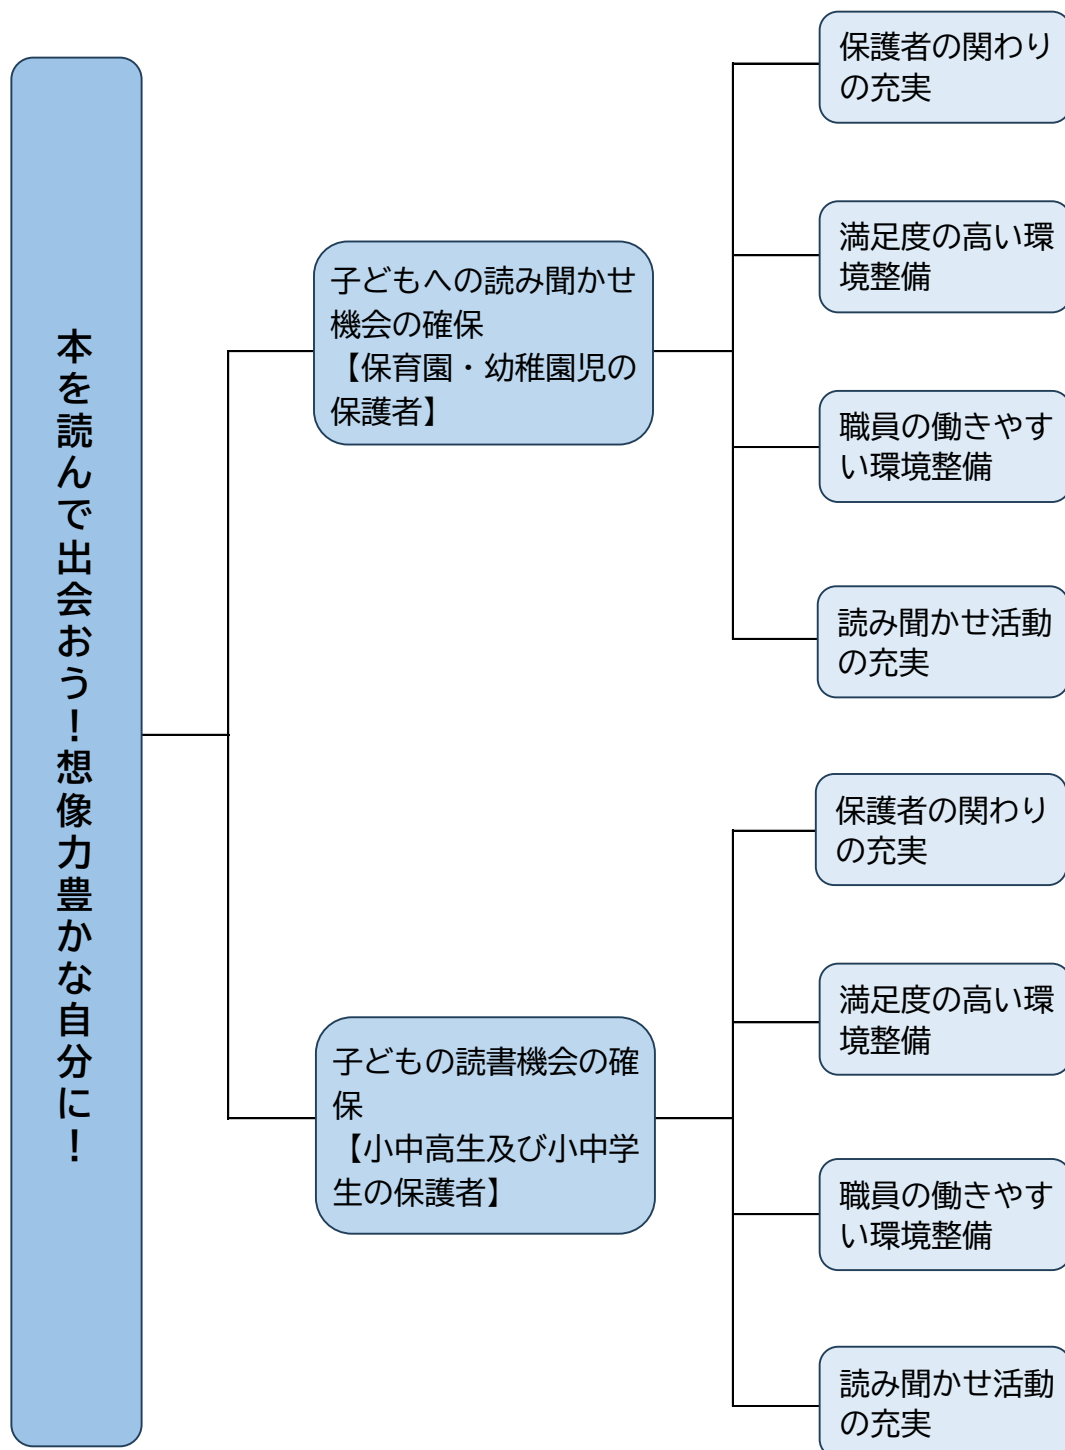 本を読んで出会おう！想像力豊かな自分に！
子どもへの読み聞かせ
機会の確保
【保育園・幼稚園児の
保護者】
保護者の関わり
の充実
満足度の高い環
境整備
職員の働きやす
い環境整備
読み聞かせ活動
の充実
子どもの読書機会の確
保
【小中高生及び小中学
生の保護者】
保護者の関わり
の充実
満足度の高い環
境整備
職員の働きやす
い環境整備
読み聞かせ活動
の充実